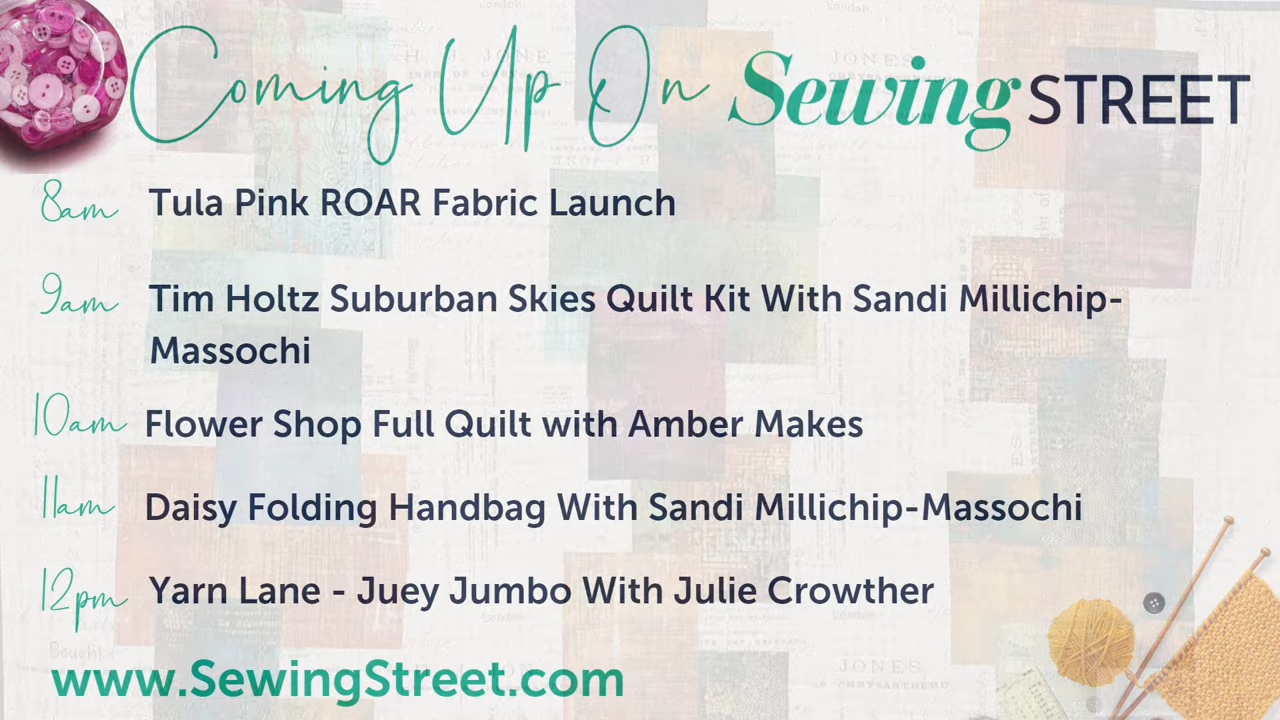 Coming Up On Sewing STREET
8am Tula Pink ROAR Fabric Launch
9am Tim Holtz Suburban Skies Quilt Kit With Sandi Millichip-
Massochi
10am Flower Shop Full Quilt with Amber Makes
11am Daisy Folding Handbag With Sandi Millichip-Massochi
12pm Yarn Lane - Juey Jumbo With Julie Crowther
www.SewingStreet.com